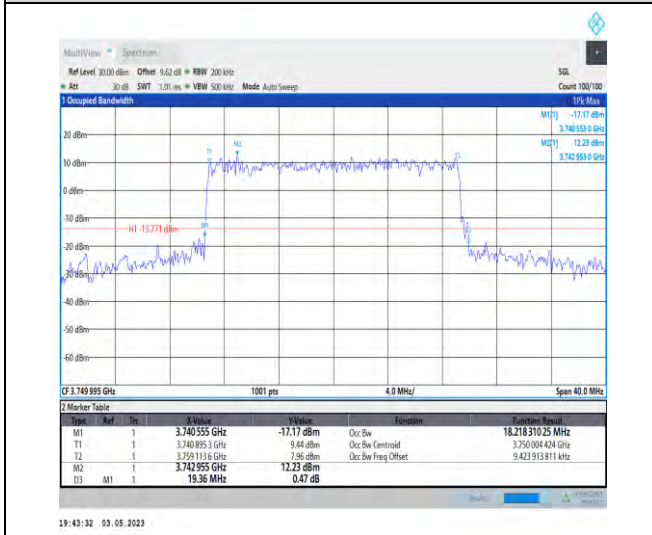 MultiView Spectrum
Ref Level 30.00 dBm Offset 9.62 dB RBW 200 kHz SGL
Att 30 dB SWT 1.01 ms VBW 500 kHz Mode Auto Sweep Count 100/100
1 Occupied Bandwidth 1Pk Max
M1[1] -17.17 dBm
3.740 555 0 GHz
M2[1] 12.23 dBm
3.742 955 0 GHz
20 dBm
T1 M2
10 dBm
0 dBm
-10 dBm
H1 -13.771 dBm
M1
-20 dBm
-30 dBm
-40 dBm
-50 dBm
-60 dBm
CF 3.749 995 GHz 1001 pts 4.0 MHz/ Span 40.0 MHz
2 Marker Table
Type Ref Trc X-Value Y-Value Function Function Result
M1 1 3.740 555 GHz -17.17 dBm Occ Bw 18.218 310 25 MHz
T1 1 3.740 895 3 GHz 9.44 dBm Occ Bw Centroid 3.750 004 424 GHz
T2 1 3.759 113 6 GHz 7.96 dBm Occ Bw Freq Offset 9.423 913 811 kHz
M2 1 3.742 955 GHz 12.23 dBm
D3 M1 1 19.36 MHz 0.47 dB
19:43:32 03.05.2023